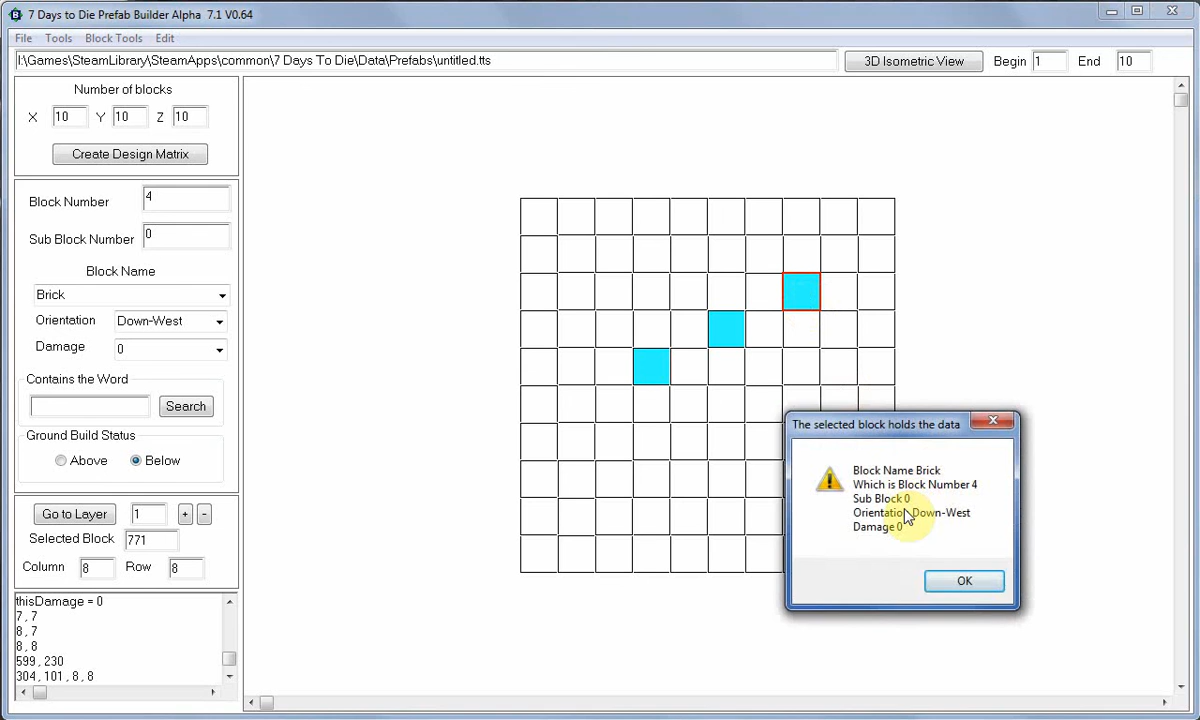 7 Days to Die Prefab Builder Alpha 7.1 V0.64
File Tools Block Tools Edit
I:\Games\SteamLibrary\SteamApps\common\7 Days To Die\Data\Prefabs\untitled.tts
3D Isometric View Begin 1 End 10
Number of blocks
X 10 Y 10 Z 10
Create Design Matrix
Block Number 4
Sub Block Number 0
Block Name
Brick
Orientation Down-West
Damage 0
Contains the Word
Search
Ground Build Status
Above Below
Go to Layer 1 + -
Selected Block 771
Column 8 Row 8
thisDamage = 0
7 , 7
8 , 7
8 , 8
599 , 230
304 , 101 , 8 , 8
The selected block holds the data
Block Name Brick
Which is Block Number 4
Sub Block 0
Orientation Down-West
Damage 0
OK